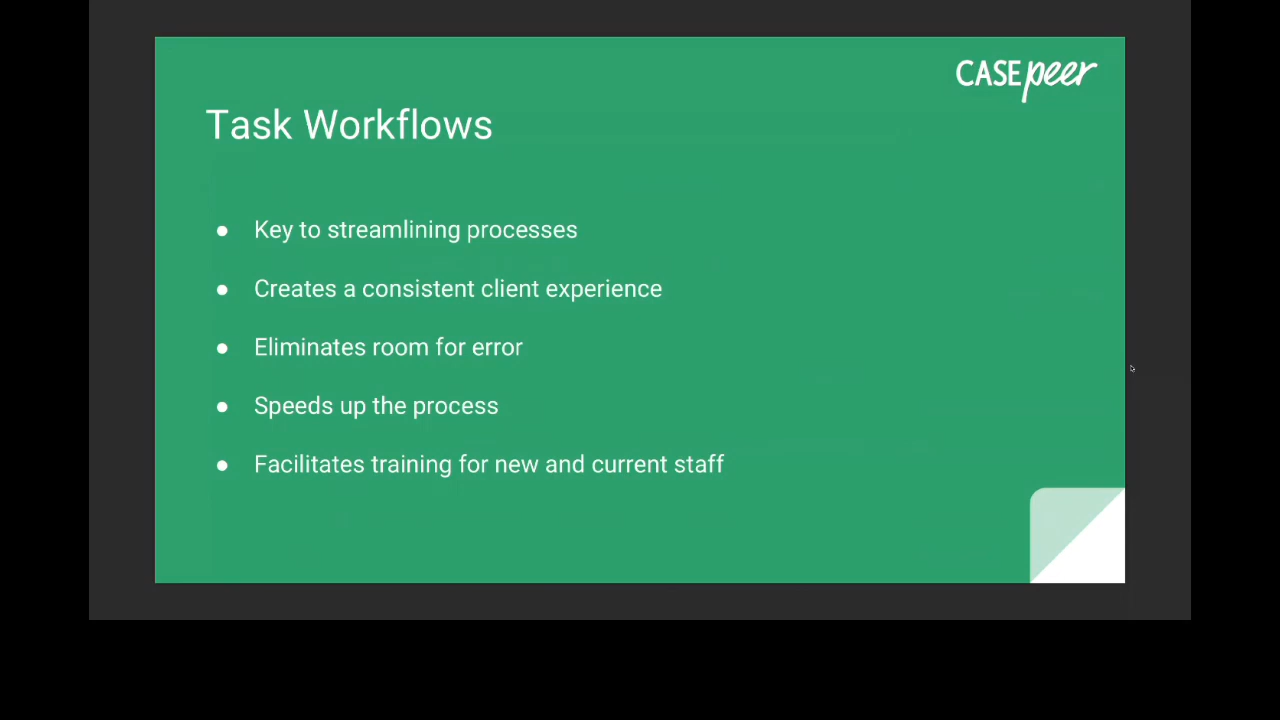 CASEpeer
Task Workflows
● Key to streamlining processes
● Creates a consistent client experience
● Eliminates room for error
● Speeds up the process
● Facilitates training for new and current staff